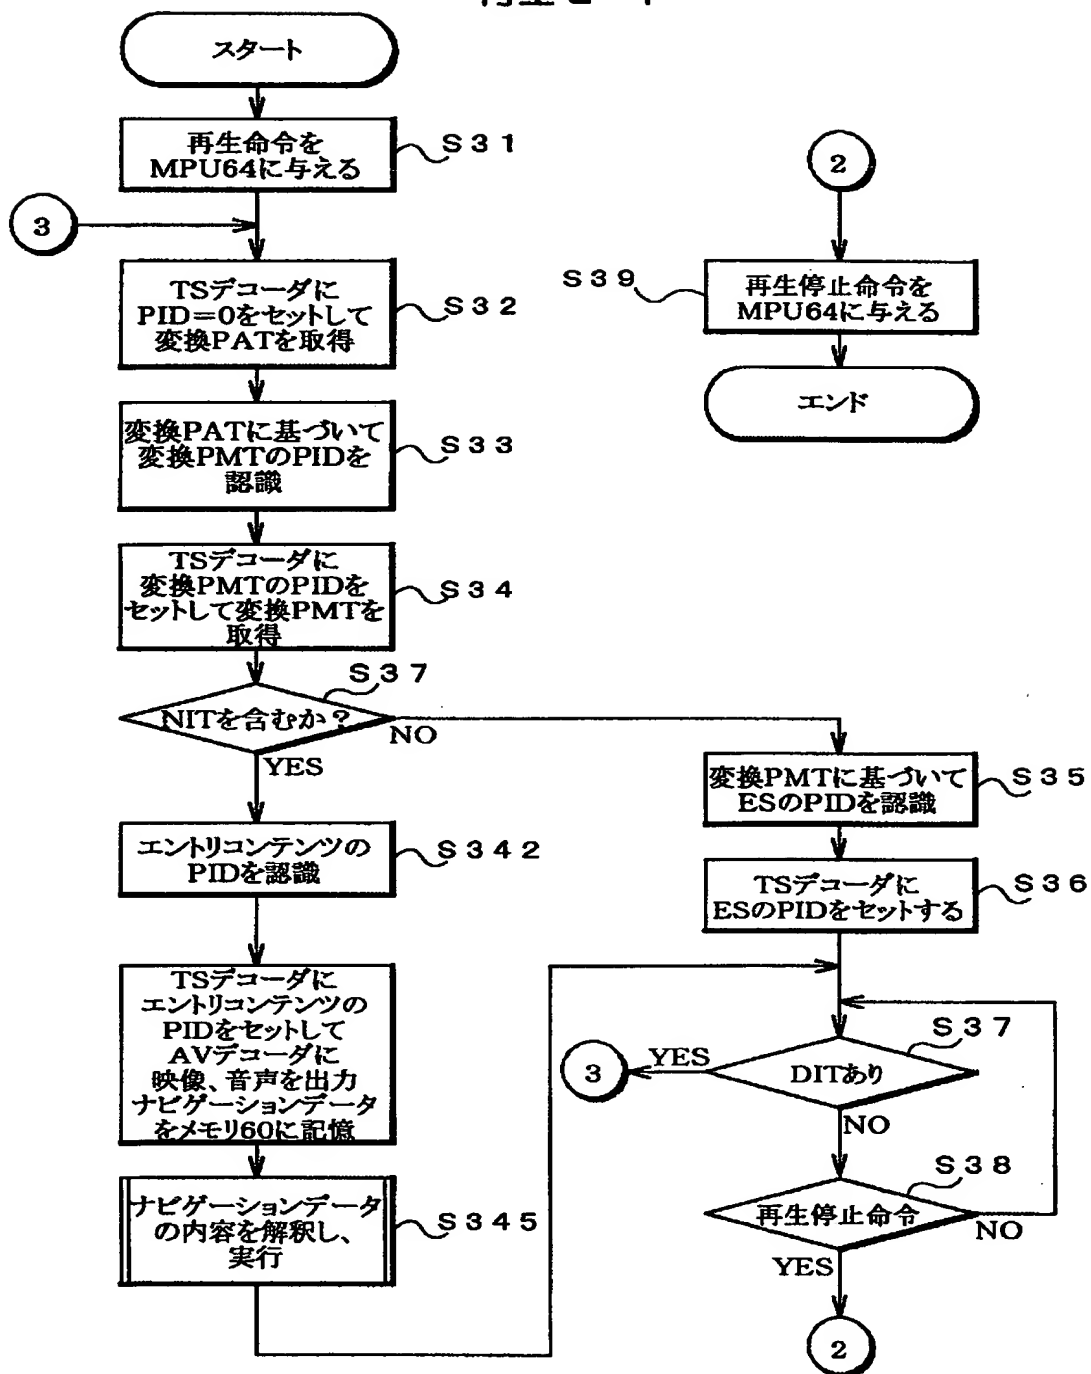 スタート
再生命令を
MPU64に与える
S31
3
TSデコーダに
PID=0をセットして
変換PATを取得
S32
変換PATに基づいて
変換PMTのPIDを
認識
S33
TSデコーダに
変換PMTのPIDを
セットして変換PMTを
取得
S34
S37
NITを含むか?
NO
YES
エントリコンテンツの
PIDを認識
S342
TSデコーダに
エントリコンテンツの
PIDをセットして
AVデコーダに
映像、音声を出力
ナビゲーションデータ
をメモリ60に記憶
ナビゲーションデータ
の内容を解釈し、
実行
S345
2
S39
再生停止命令を
MPU64に与える
エンド
変換PMTに基づいて
ESのPIDを認識
S35
TSデコーダに
ESのPIDをセットする
S36
S37
DITあり
YES
3
NO
S38
再生停止命令
NO
YES
2